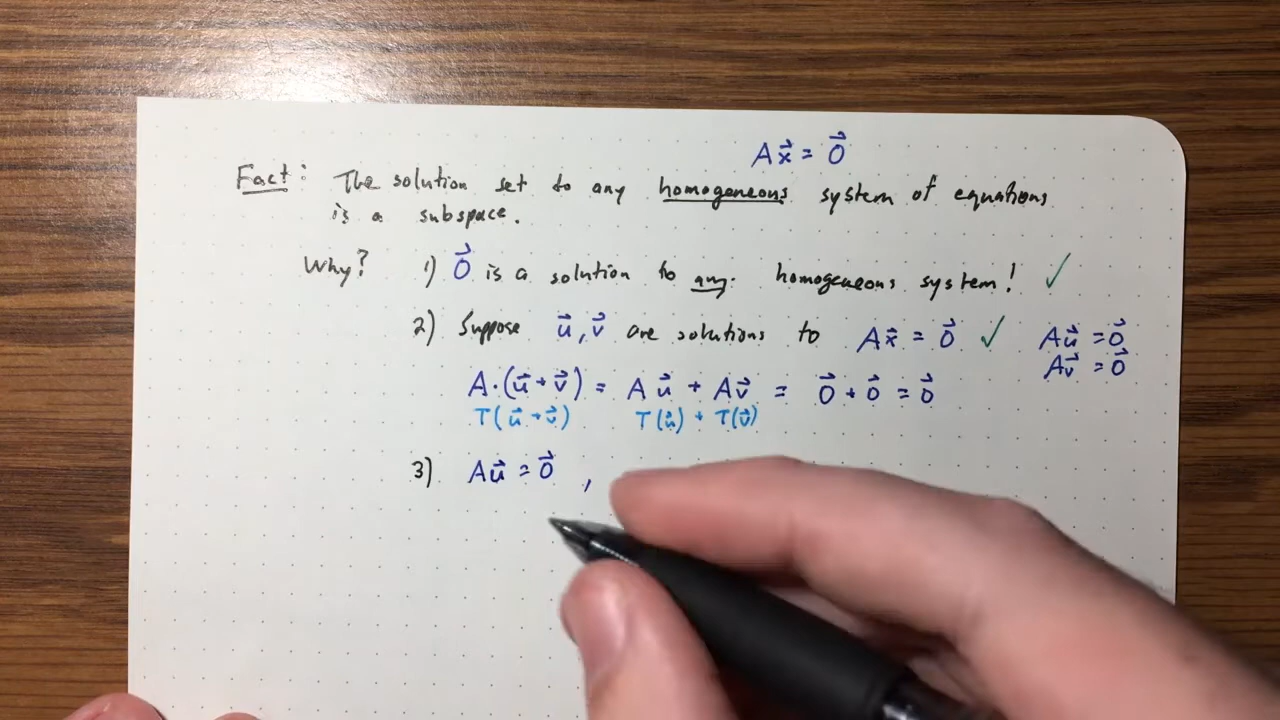 A x⃗ = 0⃗
Fact: The solution set to any homogeneous system of equations
is a subspace.
Why? 1) 0⃗ is a solution to any homogeneous system! ✓
2) Suppose u⃗, v⃗ are solutions to A x⃗ = 0⃗ ✓ A u⃗ = 0⃗
A v⃗ = 0⃗
A·(u⃗ + v⃗) = A u⃗ + A v⃗ = 0⃗ + 0⃗ = 0⃗
T(u⃗ + v⃗) T(u⃗) + T(v⃗)
3) A u⃗ = 0⃗ ,